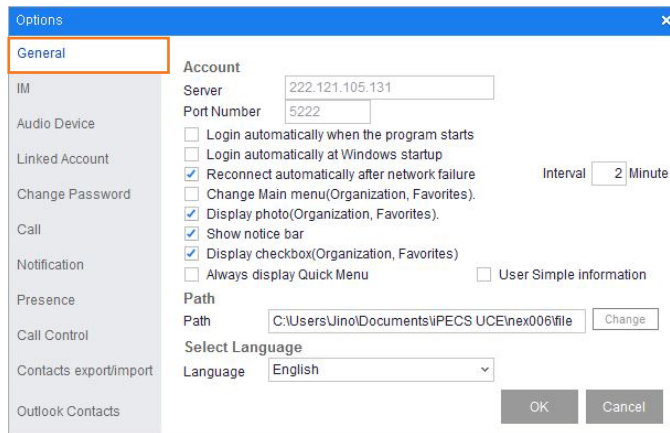 Options
General
IM
Audio Device
Linked Account
Change Password
Call
Notification
Presence
Call Control
Contacts export/import
Outlook Contacts
Account
Server 222.121.105.131
Port Number 5222
Login automatically when the program starts
Login automatically at Windows startup
Reconnect automatically after network failure Interval 2 Minute
Change Main menu(Organization, Favorites).
Display photo(Organization, Favorites).
Show notice bar
Display checkbox(Organization, Favorites)
Always display Quick Menu User Simple information
Path
Path C:\Users\Jino\Documents\iPECS UCE\nex006\file Change
Select Language
Language English
OK Cancel